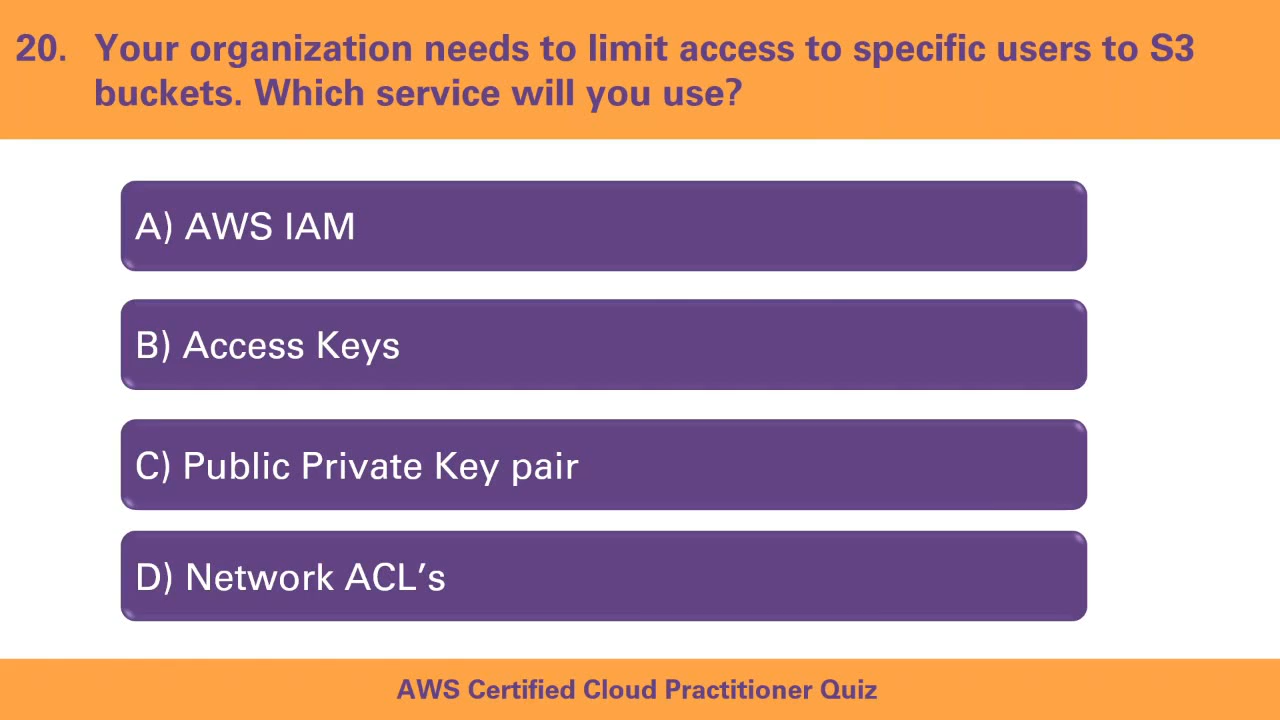 20. Your organization needs to limit access to specific users to S3
buckets. Which service will you use?
A) AWS IAM
B) Access Keys
C) Public Private Key pair
D) Network ACL’s
AWS Certified Cloud Practitioner Quiz